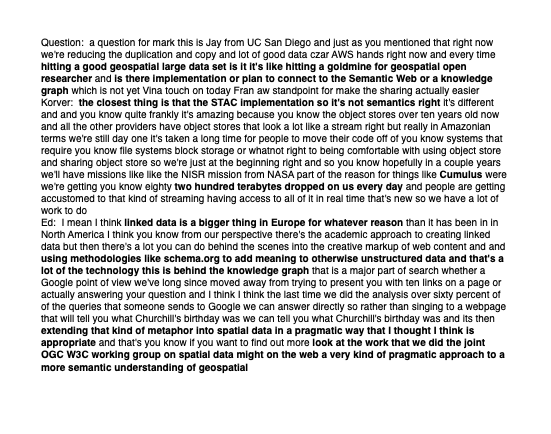 Question:  a question for mark this is Jay from UC San Diego and just as you mentioned that right now
we're reducing the duplication and copy and lot of good data czar AWS hands right now and every time
hitting a good geospatial large data set is it it's like hitting a goldmine for geospatial open
researcher and is there implementation or plan to connect to the Semantic Web or a knowledge
graph which is not yet Vina touch on today Fran aw standpoint for make the sharing actually easier
Korver:  the closest thing is that the STAC implementation so it's not semantics right it's different
and and you know quite frankly it's amazing because you know the object stores over ten years old now
and all the other providers have object stores that look a lot like a stream right but really in Amazonian
terms we're still day one it's taken a long time for people to move their code off of you know systems that
require you know file systems block storage or whatnot right to being comfortable with using object store
and sharing object store so we're just at the beginning right and so you know hopefully in a couple years
we'll have missions like like the NISR mission from NASA part of the reason for things like Cumulus were
we're getting you know eighty two hundred terabytes dropped on us every day and people are getting
accustomed to that kind of streaming having access to all of it in real time that's new so we have a lot of
work to do
Ed:  I mean I think linked data is a bigger thing in Europe for whatever reason than it has been in in
North America I think you know from our perspective there's the academic approach to creating linked
data but then there's a lot you can do behind the scenes into the creative markup of web content and and
using methodologies like schema.org to add meaning to otherwise unstructured data and that's a
lot of the technology this is behind the knowledge graph that is a major part of search whether a
Google point of view we've long since moved away from trying to present you with ten links on a page or
actually answering your question and I think I think the last time we did the analysis over sixty percent of
of the queries that someone sends to Google we can answer directly so rather than singing to a webpage
that will tell you what Churchill's birthday was we can tell you what Churchill's birthday was and its then
extending that kind of metaphor into spatial data in a pragmatic way that I thought I think is
appropriate and that's you know if you want to find out more look at the work that we did the joint
OGC W3C working group on spatial data might on the web a very kind of pragmatic approach to a
more semantic understanding of geospatial